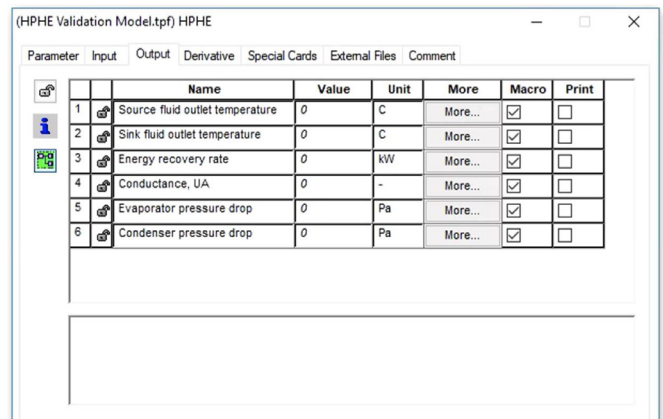 (HPHE Validation Model.tpf) HPHE
Parameter Input Output Derivative Special Cards External Files Comment
Name Value Unit More Macro Print
1 Source fluid outlet temperature 0 C More...
2 Sink fluid outlet temperature 0 C More...
3 Energy recovery rate 0 kW More...
4 Conductance, UA 0 - More...
5 Evaporator pressure drop 0 Pa More...
6 Condenser pressure drop 0 Pa More...